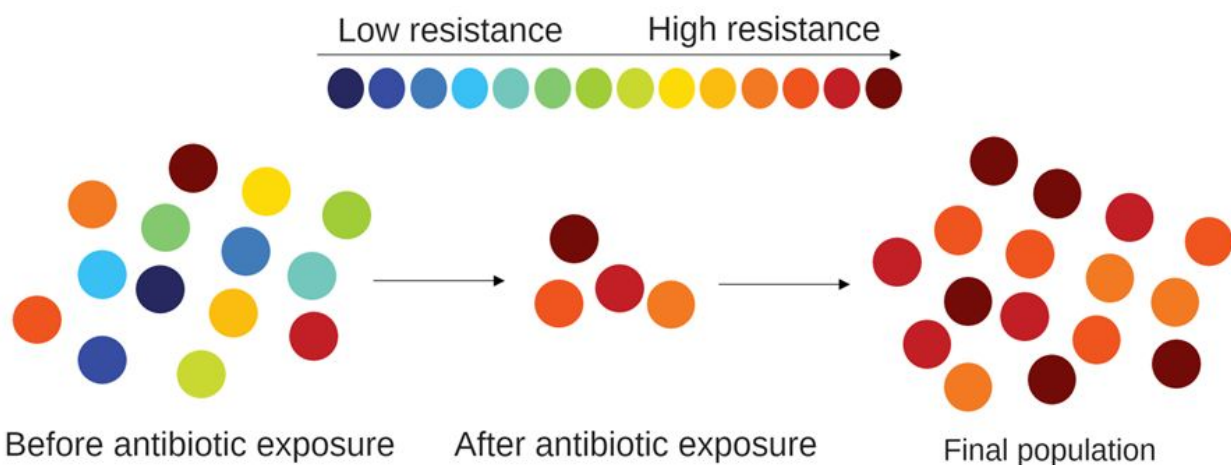 Low resistance
High resistance
Before antibiotic exposure
After antibiotic exposure
Final population